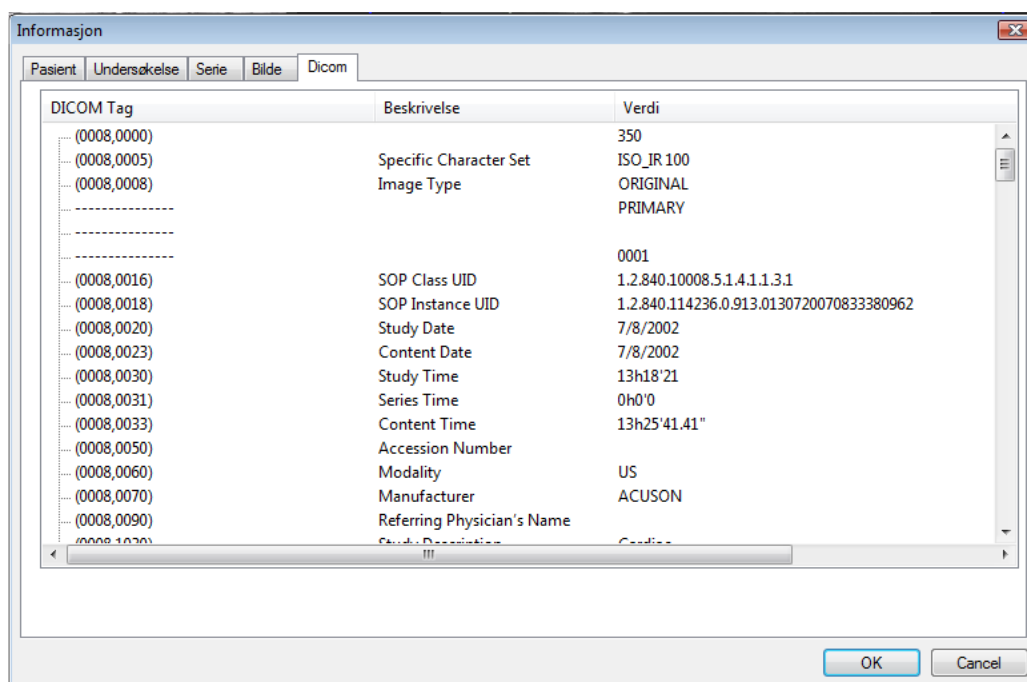 Informasjon
Pasient Undersøkelse Serie Bilde Dicom
DICOM Tag Beskrivelse Verdi
(0008,0000) 350
(0008,0005) Specific Character Set ISO_IR 100
(0008,0008) Image Type ORIGINAL
--------------- PRIMARY
---------------
--------------- 0001
(0008,0016) SOP Class UID 1.2.840.10008.5.1.4.1.1.3.1
(0008,0018) SOP Instance UID 1.2.840.114236.0.913.0130720070833380962
(0008,0020) Study Date 7/8/2002
(0008,0023) Content Date 7/8/2002
(0008,0030) Study Time 13h18'21
(0008,0031) Series Time 0h0'0
(0008,0033) Content Time 13h25'41.41"
(0008,0050) Accession Number
(0008,0060) Modality US
(0008,0070) Manufacturer ACUSON
(0008,0090) Referring Physician's Name
(0008,1030) Study Description Cardiac
OK Cancel